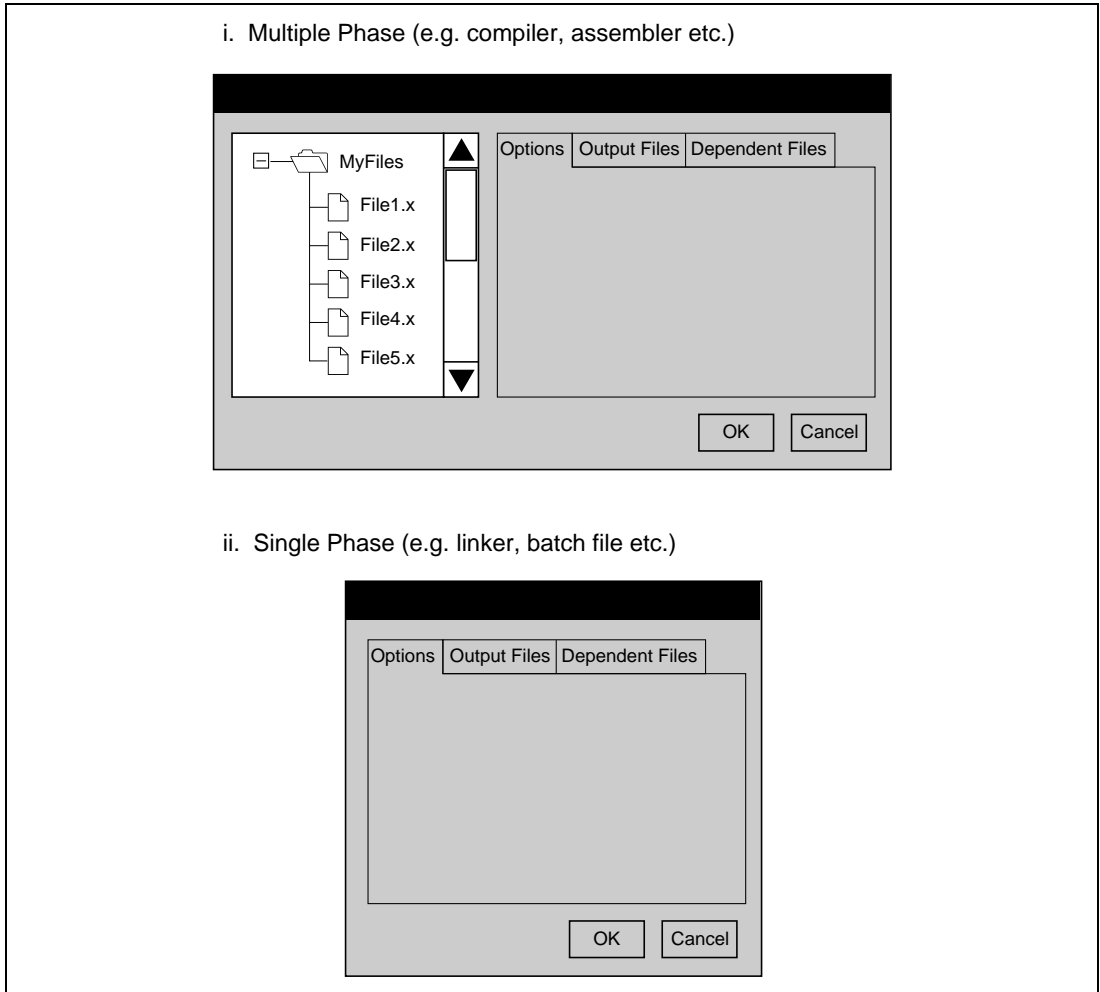 i. Multiple Phase (e.g. compiler, assembler etc.)
MyFiles
File1.x
File2.x
File3.x
File4.x
File5.x
Options Output Files Dependent Files
OK Cancel
ii. Single Phase (e.g. linker, batch file etc.)
Options Output Files Dependent Files
OK Cancel